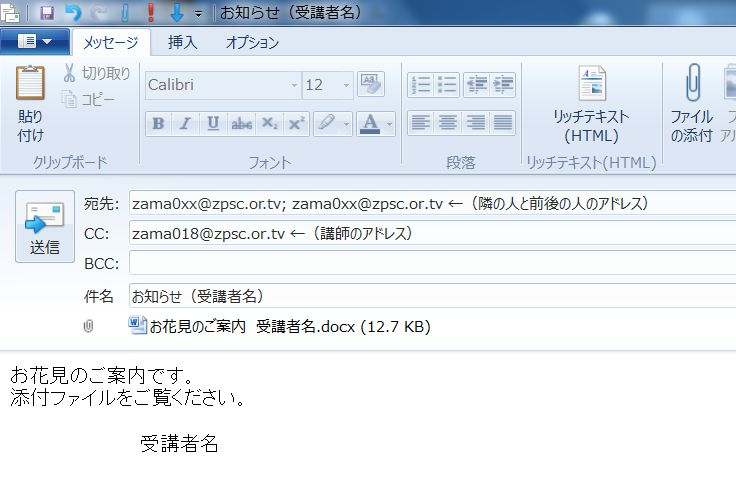 お知らせ（受講者名）
メッセージ 挿入 オプション
貼り付け
切り取り
コピー
クリップボード
Calibri 12
B I U abc X₂ X²
A
フォント
段落
リッチテキスト
(HTML)
リッチテキスト(HTML)
ファイル
の添付
送信
宛先: zama0xx@zpsc.or.tv; zama0xx@zpsc.or.tv ←（隣の人と前後の人のアドレス）
CC: zama018@zpsc.or.tv ←（講師のアドレス）
BCC:
件名 お知らせ（受講者名）
お花見のご案内 受講者名.docx (12.7 KB)
お花見のご案内です。
添付ファイルをご覧ください。
受講者名